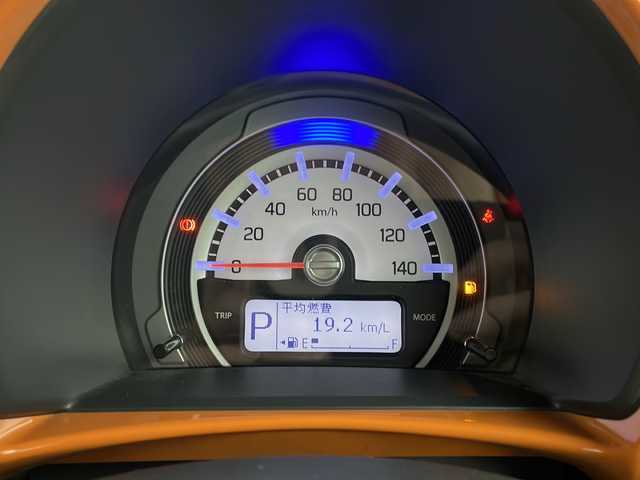 60 80
40 km/h 100
20 120
0 140
TRIP MODE
平均燃費
P 19.2 km/L
E F